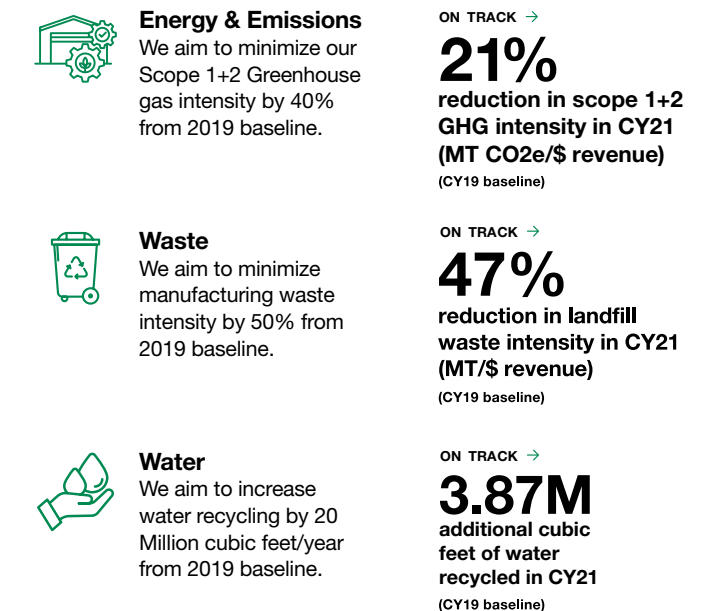 Energy & Emissions
We aim to minimize our
Scope 1+2 Greenhouse
gas intensity by 40%
from 2019 baseline.
ON TRACK →
21%
reduction in scope 1+2
GHG intensity in CY21
(MT CO2e/$ revenue)
(CY19 baseline)
Waste
We aim to minimize
manufacturing waste
intensity by 50% from
2019 baseline.
ON TRACK →
47%
reduction in landfill
waste intensity in CY21
(MT/$ revenue)
(CY19 baseline)
Water
We aim to increase
water recycling by 20
Million cubic feet/year
from 2019 baseline.
ON TRACK →
3.87M
additional cubic
feet of water
recycled in CY21
(CY19 baseline)